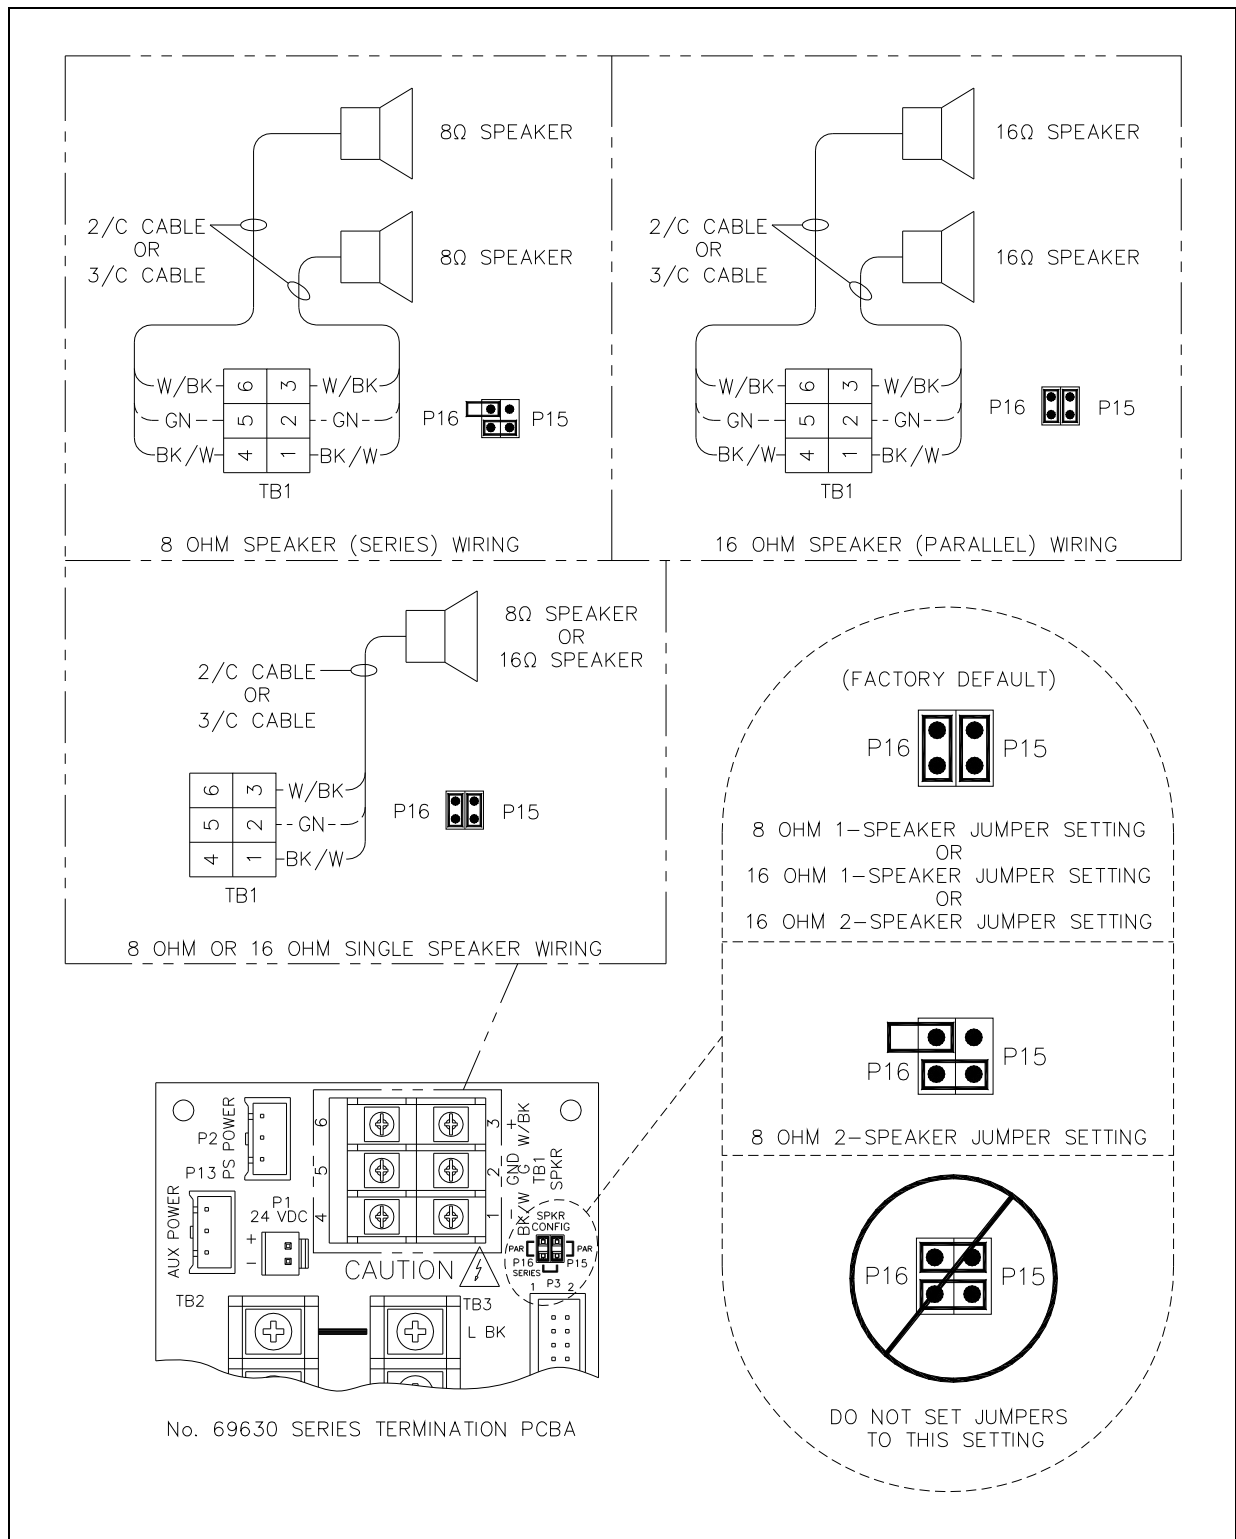 8Ω SPEAKER
8Ω SPEAKER
2/C CABLE
OR
3/C CABLE
W/BK 6 3 W/BK
GN 5 2 GN
BK/W 4 1 BK/W
TB1
P16 P15
8 OHM SPEAKER (SERIES) WIRING
16Ω SPEAKER
16Ω SPEAKER
2/C CABLE
OR
3/C CABLE
W/BK 6 3 W/BK
GN 5 2 GN
BK/W 4 1 BK/W
TB1
P16 P15
16 OHM SPEAKER (PARALLEL) WIRING
8Ω SPEAKER
OR
16Ω SPEAKER
2/C CABLE
OR
3/C CABLE
6 3 W/BK
5 2 GN
4 1 BK/W
TB1
P16 P15
8 OHM OR 16 OHM SINGLE SPEAKER WIRING
(FACTORY DEFAULT)
P16 P15
8 OHM 1-SPEAKER JUMPER SETTING
OR
16 OHM 1-SPEAKER JUMPER SETTING
OR
16 OHM 2-SPEAKER JUMPER SETTING
P16 P15
8 OHM 2-SPEAKER JUMPER SETTING
P16 P15
DO NOT SET JUMPERS
TO THIS SETTING
P2
PS POWER
P13
AUX POWER
P1
24 VDC
+
-
6
5
4
3
2
1
+ W/BK
GND G
- BK/W
TB1
SPKR
SPKR
CONFIG
PAR PAR
P16 P15
SERIES
P3
1 2
CAUTION
TB2
TB3
L BK
No. 69630 SERIES TERMINATION PCBA